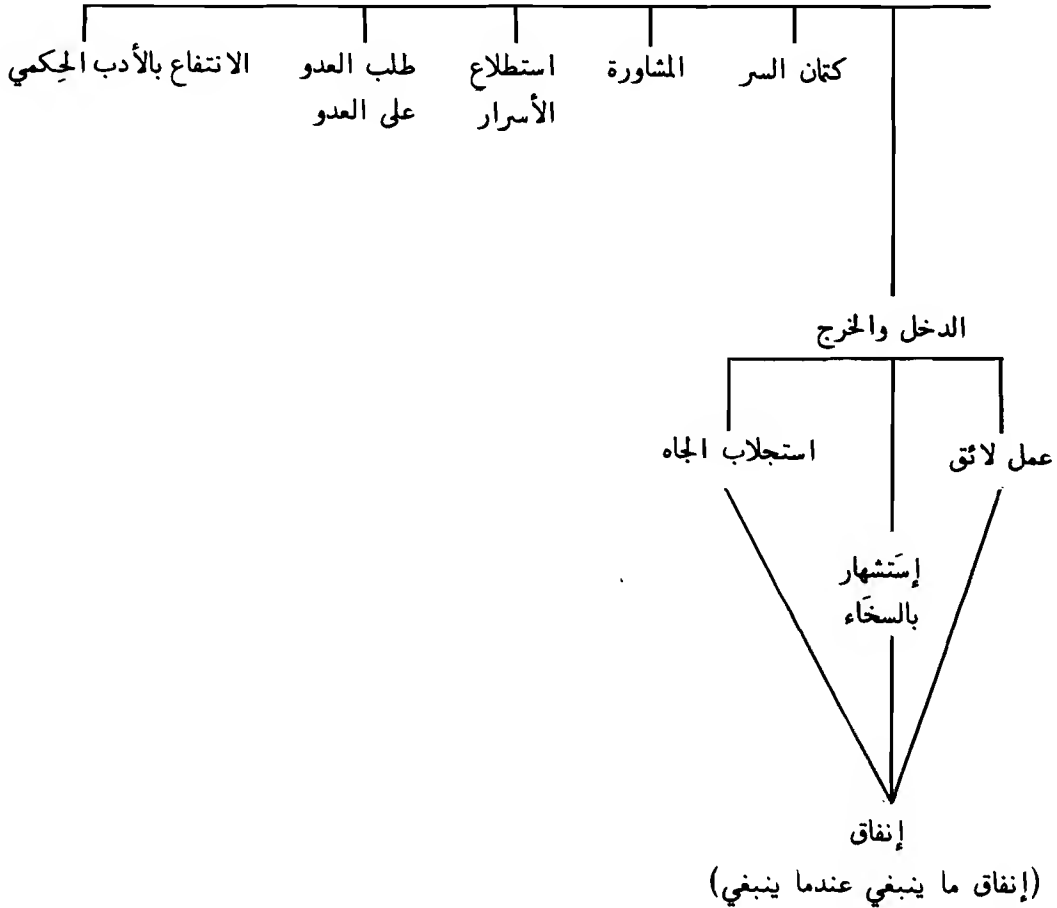 كتمان السر
المشاورة
استطلاع
الأسرار
طلب العدو
على العدو
الانتفاع بالأدب الحِكمي
الدخل والخرج
عمل لائق
إسَتشهار
بالسخَاء
استجلاب الجاه
إنفاق
(إنفاق ما ينبغي عندما ينبغي)